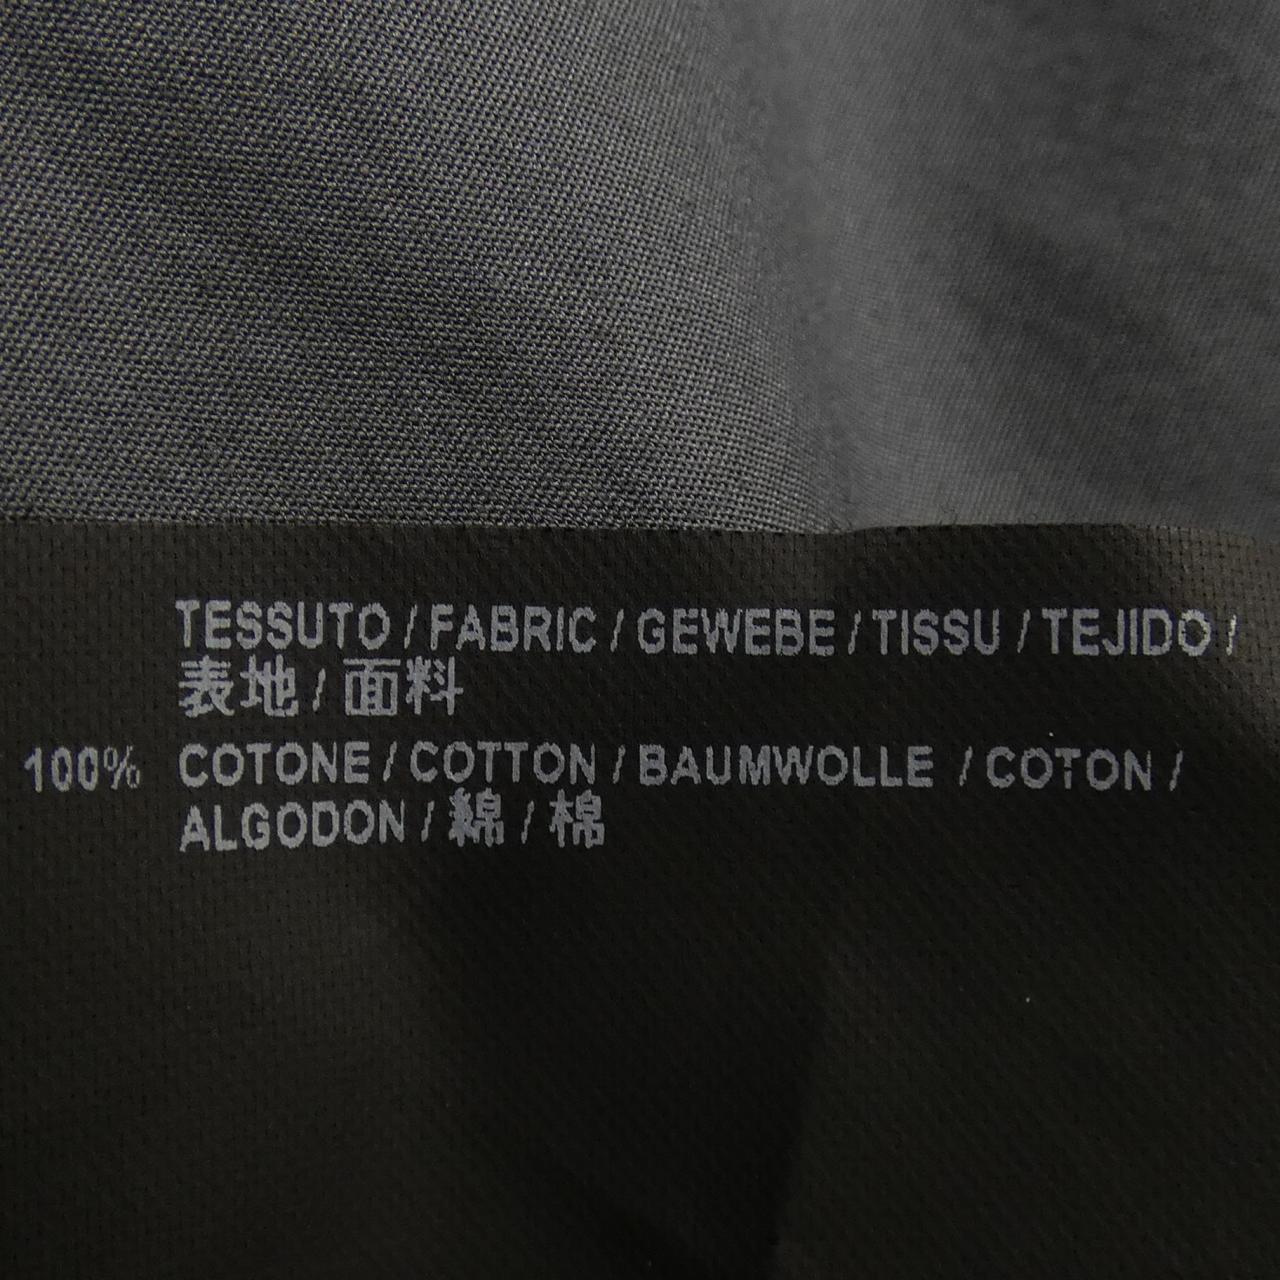 TESSUTO / FABRIC / GEWEBE / TISSU / TEJIDO /
表地 / 面料
100% COTONE / COTTON / BAUMWOLLE / COTON /
ALGODON / 綿 / 棉